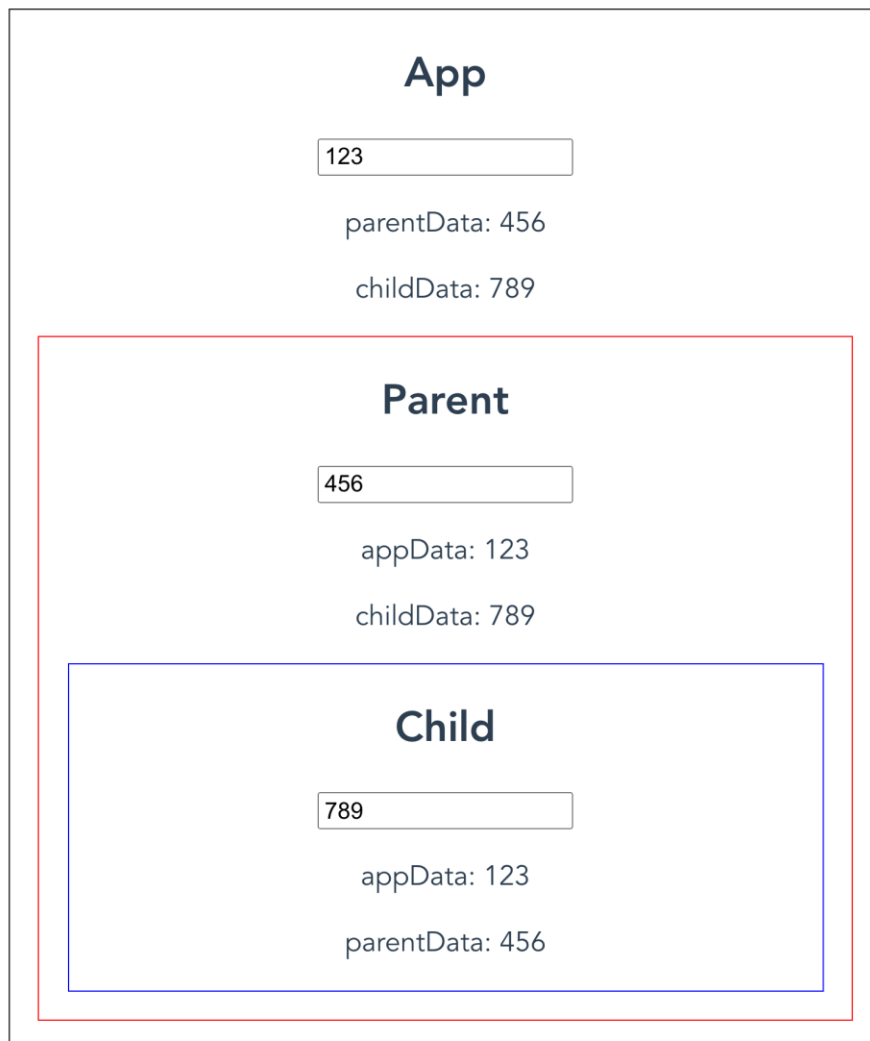 App
123
parentData: 456
childData: 789
Parent
456
appData: 123
childData: 789
Child
789
appData: 123
parentData: 456